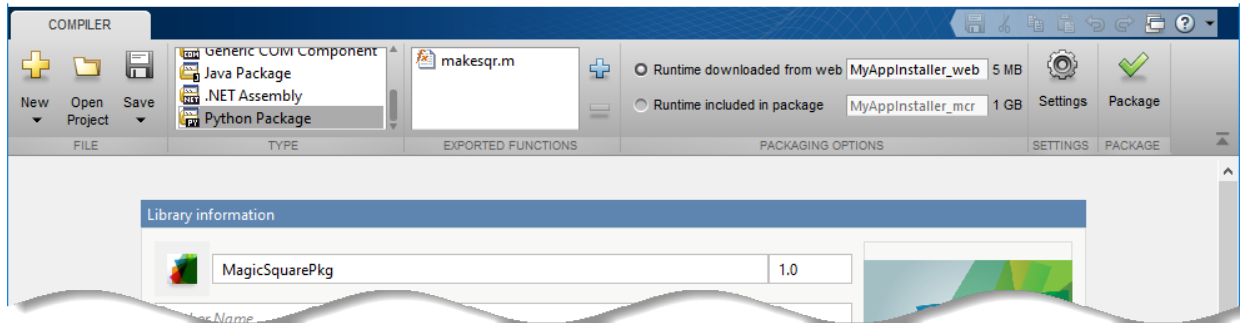 COMPILER
New
Open Project
Save
FILE
Generic COM Component
Java Package
.NET Assembly
Python Package
TYPE
makesqr.m
EXPORTED FUNCTIONS
Runtime downloaded from web MyAppInstaller_web 5 MB
Runtime included in package MyAppInstaller_mcr 1 GB
PACKAGING OPTIONS
Settings
SETTINGS
Package
PACKAGE
Library information
MagicSquarePkg 1.0
Name